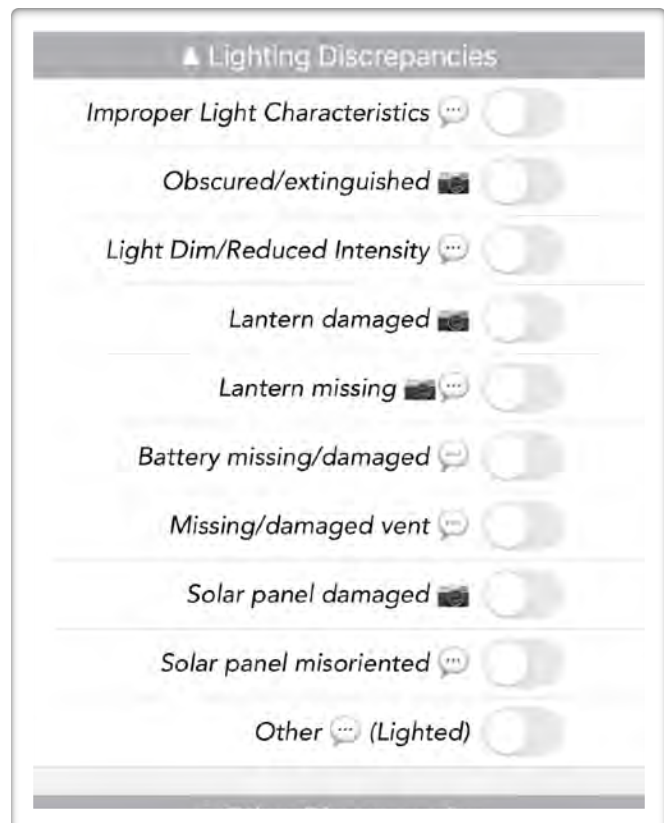 Lighting Discrepancies
Improper Light Characteristics
Obscured/extinguished
Light Dim/Reduced Intensity
Lantern damaged
Lantern missing
Battery missing/damaged
Missing/damaged vent
Solar panel damaged
Solar panel misoriented
Other 💬 (Lighted)